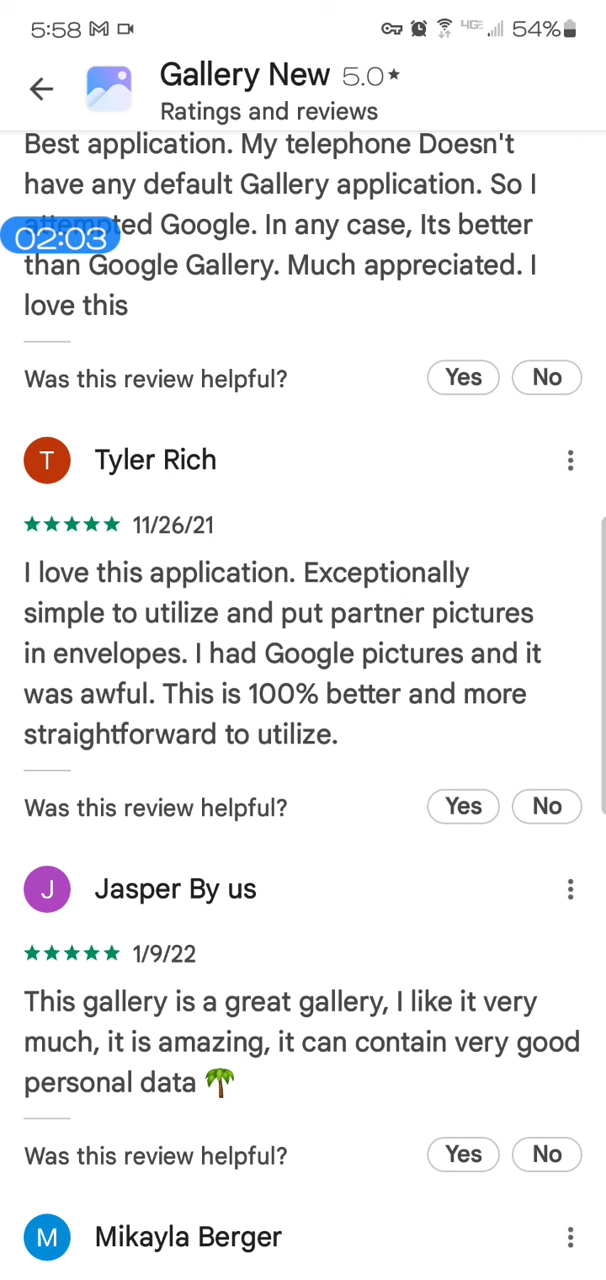 5:58 54%
Gallery New 5.0★
Ratings and reviews
Best application. My telephone Doesn't
have any default Gallery application. So I
attempted Google. In any case, Its better
02:03
than Google Gallery. Much appreciated. I
love this
Was this review helpful? Yes No
T Tyler Rich
★★★★★ 11/26/21
I love this application. Exceptionally
simple to utilize and put partner pictures
in envelopes. I had Google pictures and it
was awful. This is 100% better and more
straightforward to utilize.
Was this review helpful? Yes No
J Jasper By us
★★★★★ 1/9/22
This gallery is a great gallery, I like it very
much, it is amazing, it can contain very good
personal data 🌴
Was this review helpful? Yes No
M Mikayla Berger